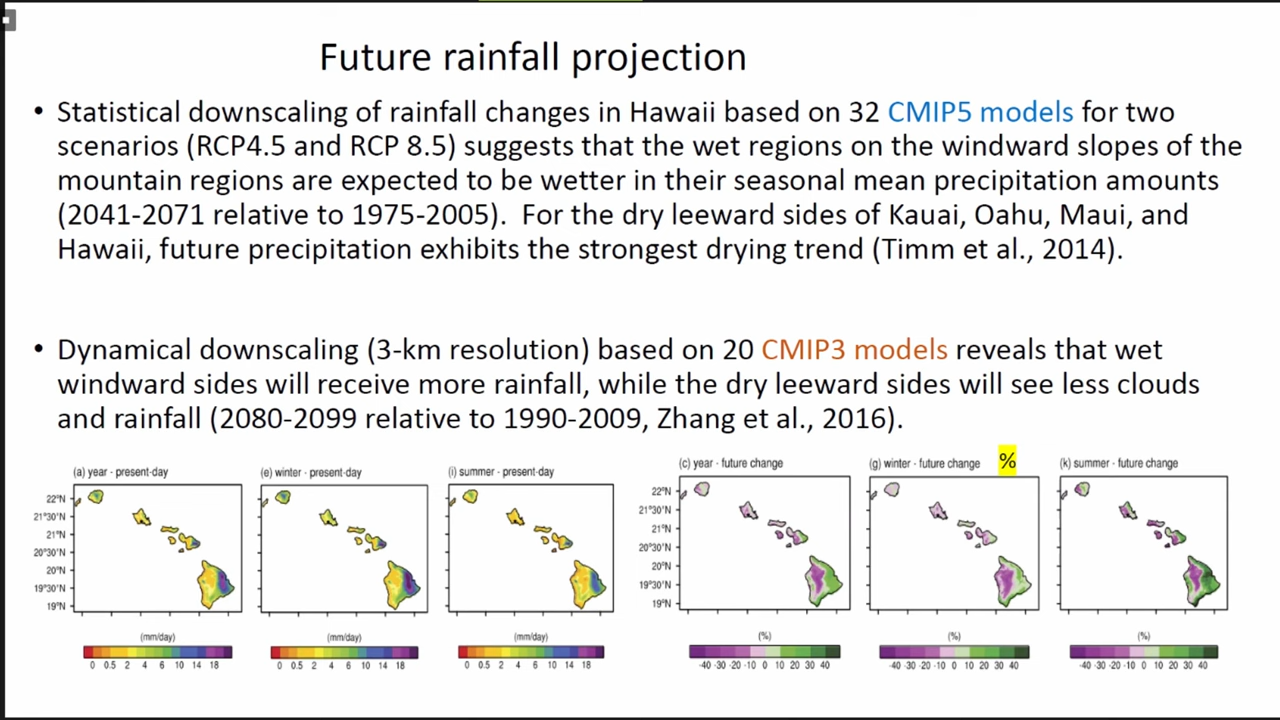 Future rainfall projection
• Statistical downscaling of rainfall changes in Hawaii based on 32 CMIP5 models for two
scenarios (RCP4.5 and RCP 8.5) suggests that the wet regions on the windward slopes of the
mountain regions are expected to be wetter in their seasonal mean precipitation amounts
(2041-2071 relative to 1975-2005).  For the dry leeward sides of Kauai, Oahu, Maui, and
Hawaii, future precipitation exhibits the strongest drying trend (Timm et al., 2014).
• Dynamical downscaling (3-km resolution) based on 20 CMIP3 models reveals that wet
windward sides will receive more rainfall, while the dry leeward sides will see less clouds
and rainfall (2080-2099 relative to 1990-2009, Zhang et al., 2016).
(a) year - present-day
(e) winter - present-day
(i) summer - present-day
(c) year - future change
(g) winter - future change
%
(k) summer - future change
22°N
21°30'N
21°N
20°30'N
20°N
19°30'N
19°N
22°N
21°30'N
21°N
20°30'N
20°N
19°30'N
19°N
(mm/day)
(mm/day)
(mm/day)
(%)
(%)
(%)
0 0.5 2 4 6 10 14 18
0 0.5 2 4 6 10 14 18
0 0.5 2 4 6 10 14 18
-40 -30 -20 -10 0 10 20 30 40
-40 -30 -20 -10 0 10 20 30 40
-40 -30 -20 -10 0 10 20 30 40